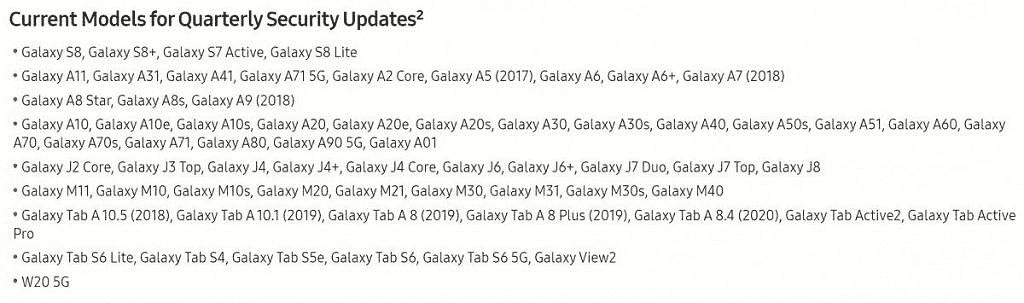 Current Models for Quarterly Security Updates²
• Galaxy S8, Galaxy S8+, Galaxy S7 Active, Galaxy S8 Lite
• Galaxy A11, Galaxy A31, Galaxy A41, Galaxy A71 5G, Galaxy A2 Core, Galaxy A5 (2017), Galaxy A6, Galaxy A6+, Galaxy A7 (2018)
• Galaxy A8 Star, Galaxy A8s, Galaxy A9 (2018)
• Galaxy A10, Galaxy A10e, Galaxy A10s, Galaxy A20, Galaxy A20e, Galaxy A20s, Galaxy A30, Galaxy A30s, Galaxy A40, Galaxy A50s, Galaxy A51, Galaxy A60, Galaxy
A70, Galaxy A70s, Galaxy A71, Galaxy A80, Galaxy A90 5G, Galaxy A01
• Galaxy J2 Core, Galaxy J3 Top, Galaxy J4, Galaxy J4+, Galaxy J4 Core, Galaxy J6, Galaxy J6+, Galaxy J7 Duo, Galaxy J7 Top, Galaxy J8
• Galaxy M11, Galaxy M10, Galaxy M10s, Galaxy M20, Galaxy M21, Galaxy M30, Galaxy M31, Galaxy M30s, Galaxy M40
• Galaxy Tab A 10.5 (2018), Galaxy Tab A 10.1 (2019), Galaxy Tab A 8 (2019), Galaxy Tab A 8 Plus (2019), Galaxy Tab A 8.4 (2020), Galaxy Tab Active2, Galaxy Tab Active
Pro
• Galaxy Tab S6 Lite, Galaxy Tab S4, Galaxy Tab S5e, Galaxy Tab S6, Galaxy Tab S6 5G, Galaxy View2
• W20 5G